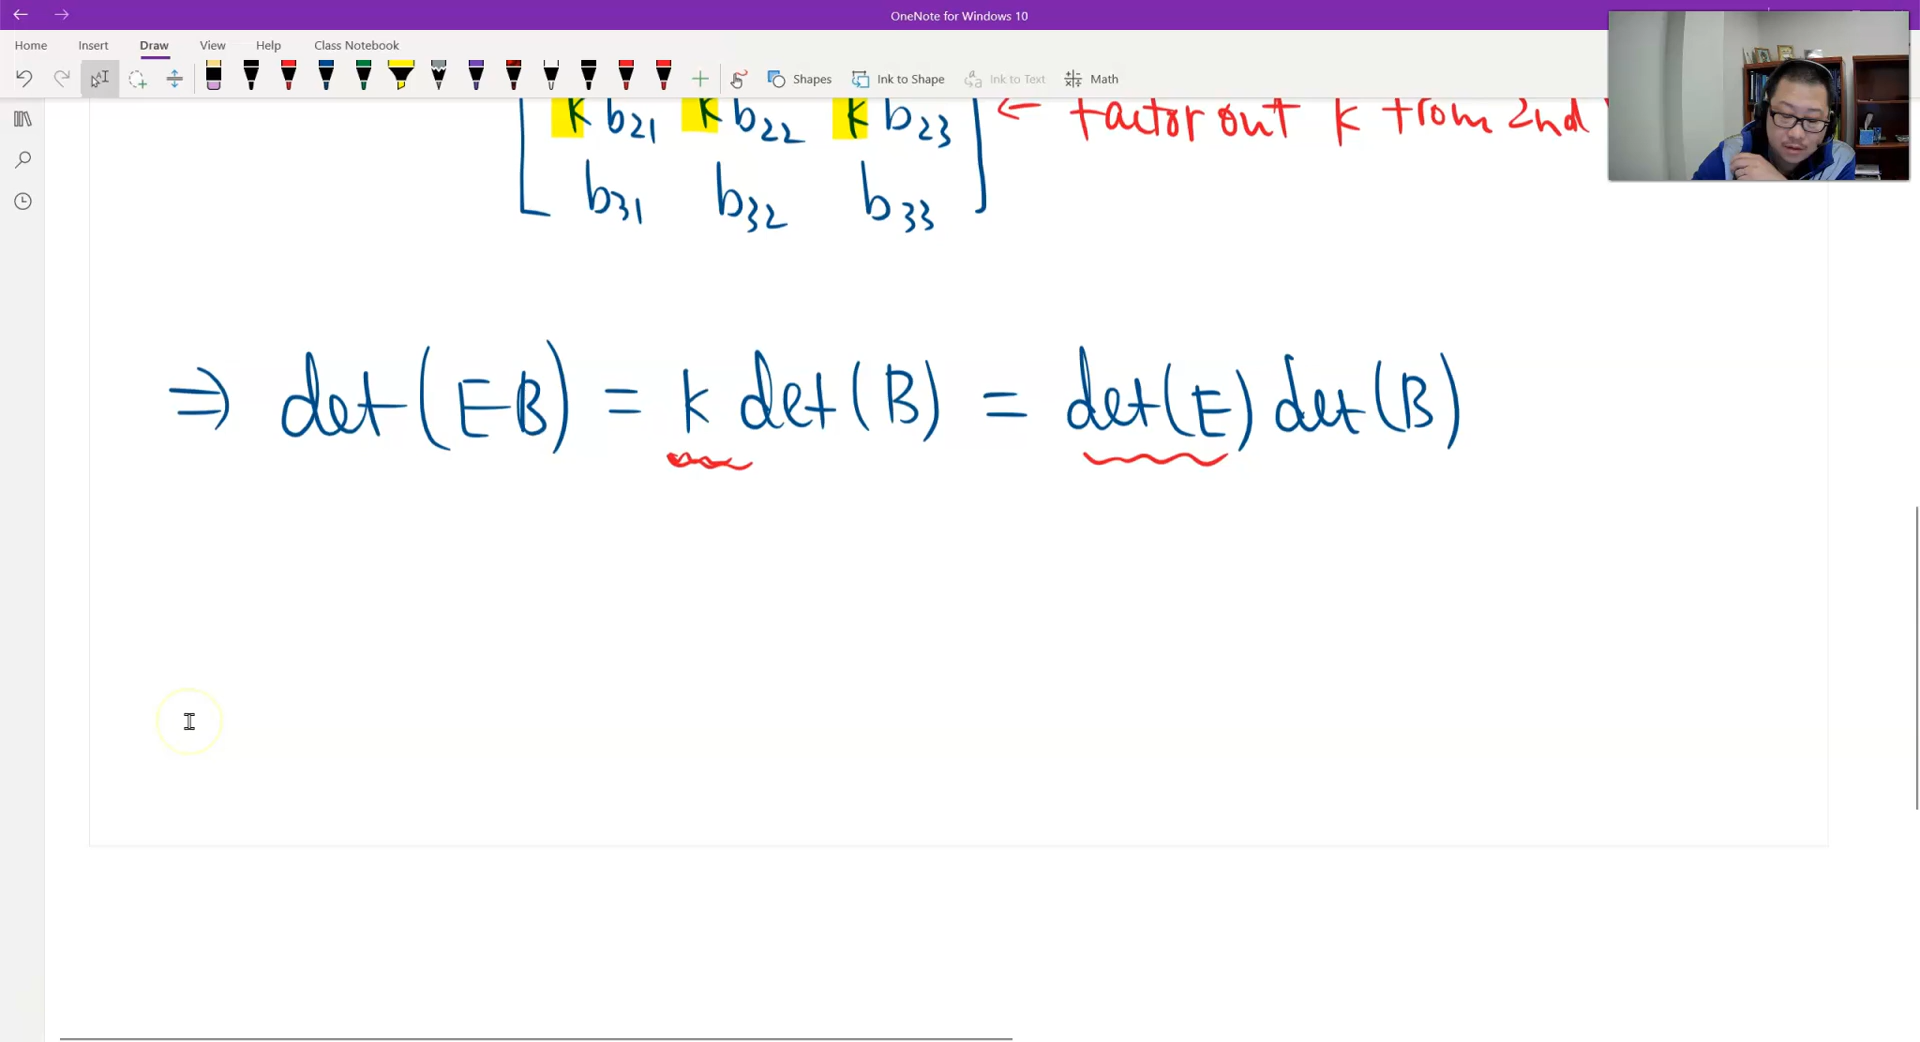 OneNote for Windows 10
Home Insert Draw View Help Class Notebook
Shapes Ink to Shape Ink to Text Math
k b21 k b22 k b23 ← factor out k from 2nd
b31 b32 b33
⇒ det(EB) = k det(B) = det(E) det(B)